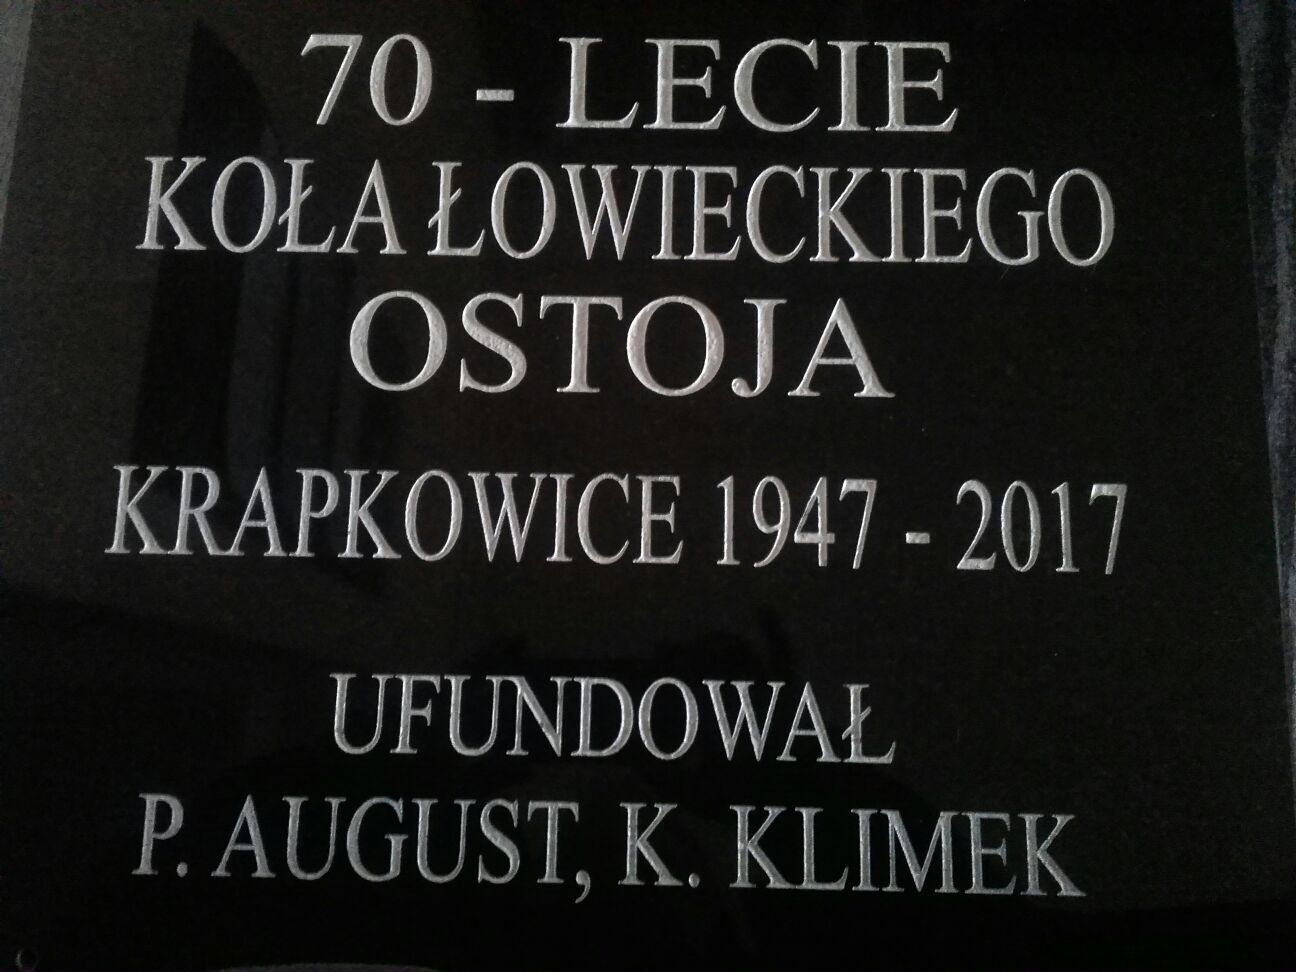 70 - LECIE
KOŁA ŁOWIECKIEGO
OSTOJA
KRAPKOWICE 1947 - 2017
UFUNDOWAŁ
P. AUGUST, K. KLIMEK